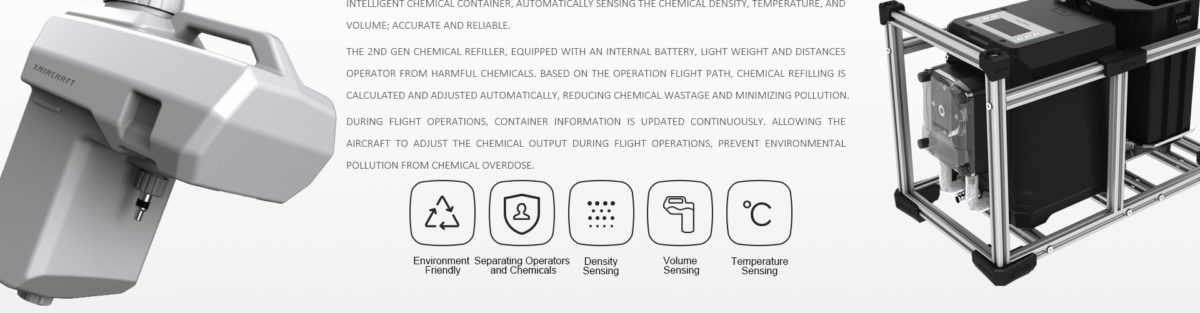 INTELLIGENT CHEMICAL CONTAINER, AUTOMATICALLY SENSING THE CHEMICAL DENSITY, TEMPERATURE, AND
VOLUME; ACCURATE AND RELIABLE.
THE 2ND GEN CHEMICAL REFILLER, EQUIPPED WITH AN INTERNAL BATTERY, LIGHT WEIGHT AND DISTANCES
OPERATOR FROM HARMFUL CHEMICALS. BASED ON THE OPERATION FLIGHT PATH, CHEMICAL REFILLING IS
CALCULATED AND ADJUSTED AUTOMATICALLY, REDUCING CHEMICAL WASTAGE AND MINIMIZING POLLUTION.
DURING FLIGHT OPERATIONS, CONTAINER INFORMATION IS UPDATED CONTINUOUSLY. ALLOWING THE
AIRCRAFT TO ADJUST THE CHEMICAL OUTPUT DURING FLIGHT OPERATIONS, PREVENT ENVIRONMENTAL
POLLUTION FROM CHEMICAL OVERDOSE.
XAIRCRAFT
°C
Environment
Friendly
Separating Operators
and Chemicals
Density
Sensing
Volume
Sensing
Temperature
Sensing